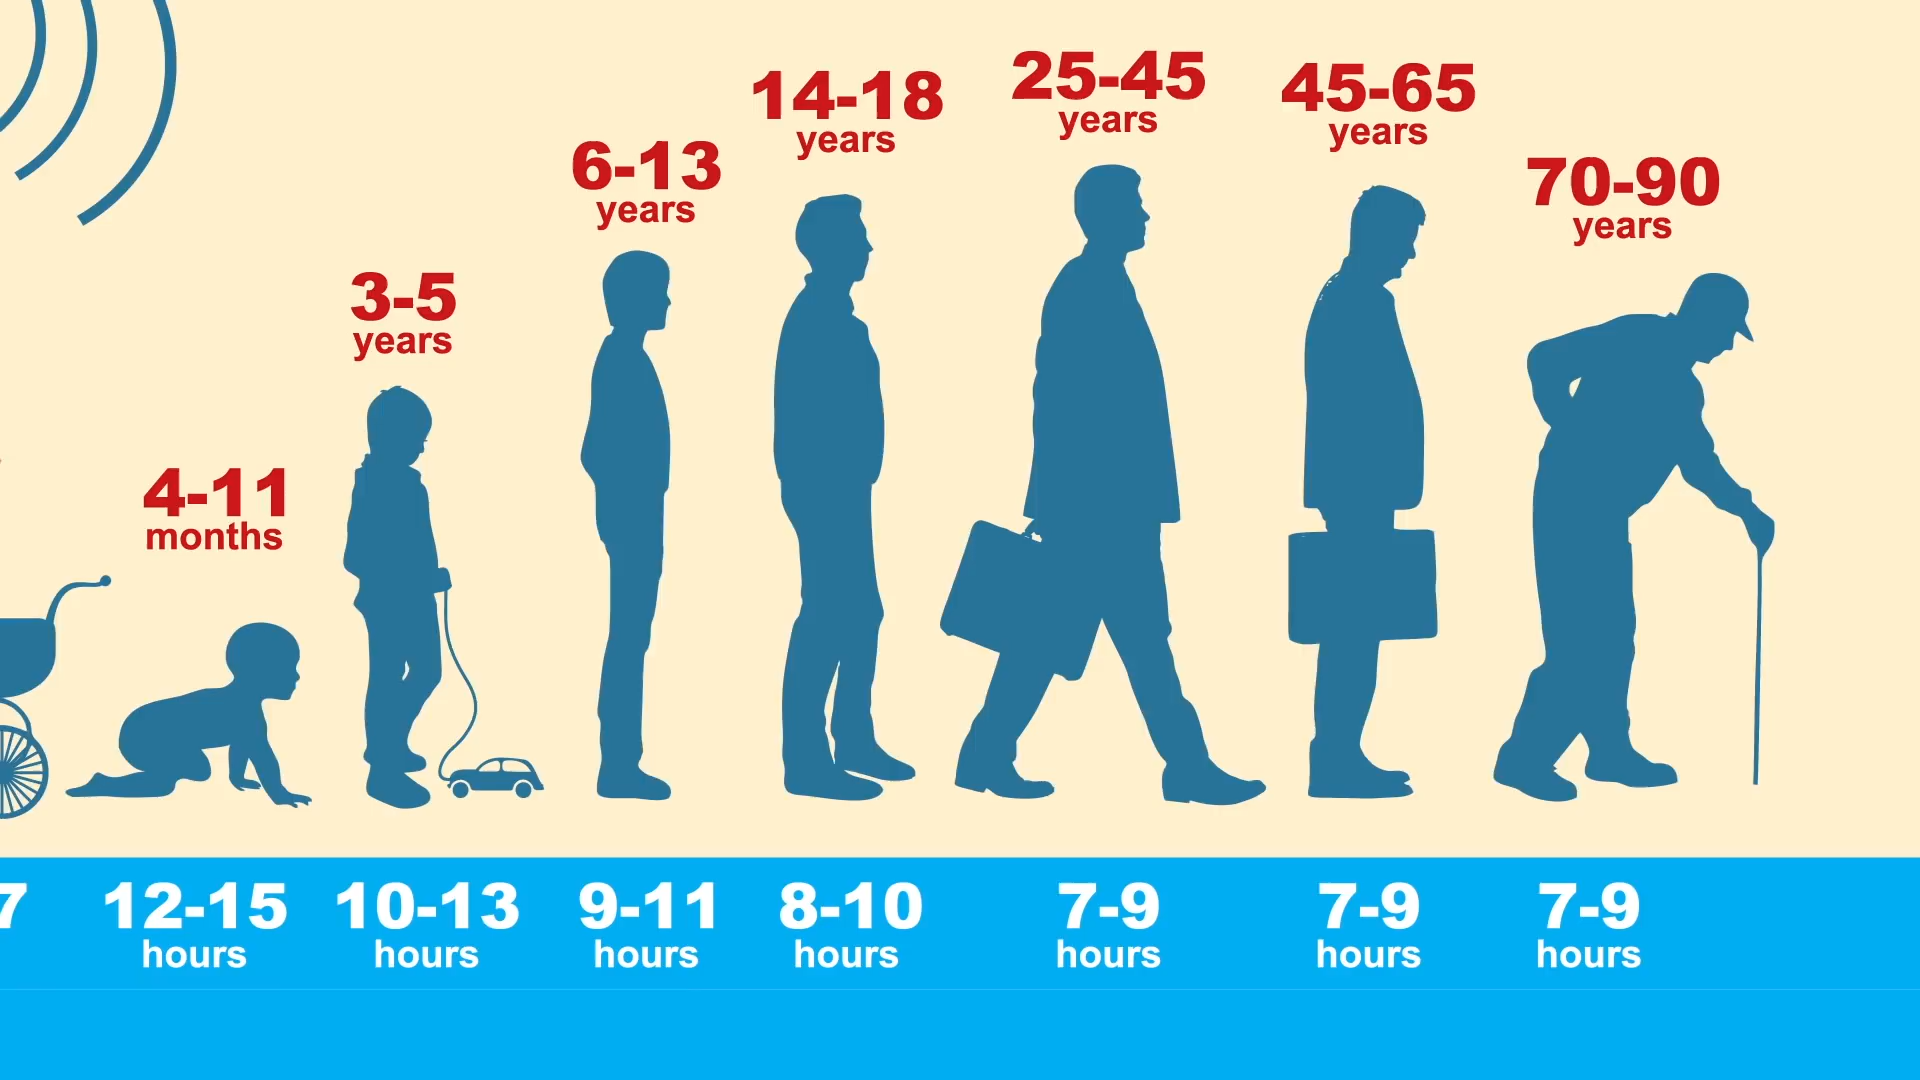 4-11
months
3-5
years
6-13
years
14-18
years
25-45
years
45-65
years
70-90
years
7
12-15
hours
10-13
hours
9-11
hours
8-10
hours
7-9
hours
7-9
hours
7-9
hours